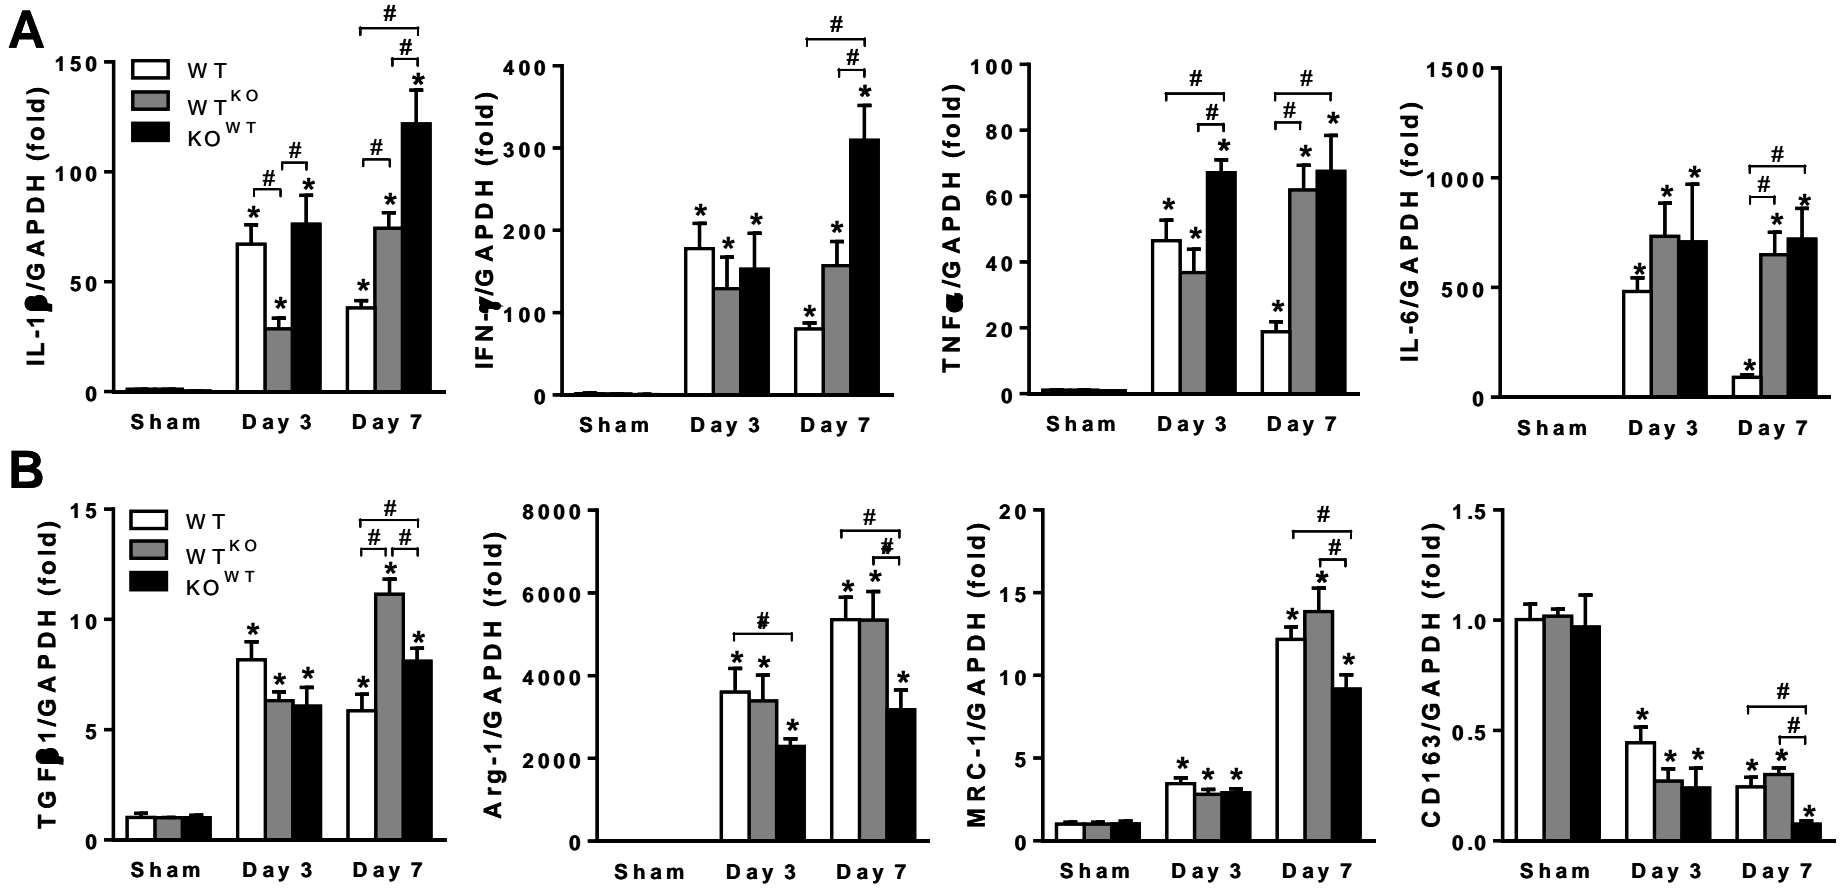 A
IL-1β/GAPDH (fold)
150
100
50
0
WT
WT^KO
KO^WT
* * * * * *
# # # # #
Sham Day 3 Day 7
IFN-γ/GAPDH (fold)
400
300
200
100
0
* * * * * *
# #
Sham Day 3 Day 7
TNFα/GAPDH (fold)
100
80
60
40
20
0
* * * * * *
# # # #
Sham Day 3 Day 7
IL-6/GAPDH (fold)
1500
1000
500
0
* * * * * *
# #
Sham Day 3 Day 7
B
TGFβ1/GAPDH (fold)
15
10
5
0
WT
WT^KO
KO^WT
* * * * * *
# # #
Sham Day 3 Day 7
Arg-1/GAPDH (fold)
8000
6000
4000
2000
0
* * * * * *
# # #
Sham Day 3 Day 7
MRC-1/GAPDH (fold)
20
15
10
5
0
* * * * * *
# #
Sham Day 3 Day 7
CD163/GAPDH (fold)
1.5
1.0
0.5
0.0
* * * * * *
# #
Sham Day 3 Day 7